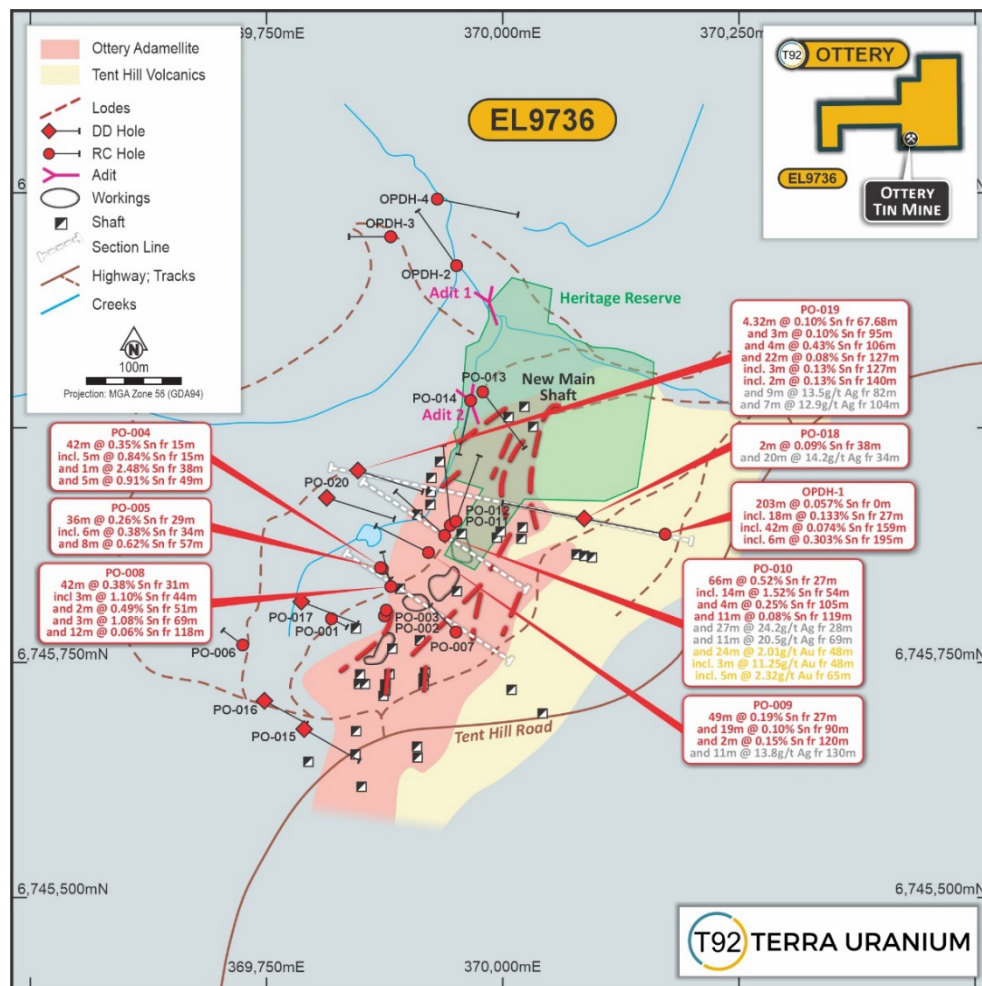 369,750mE
370,000mE
370,250mE
Ottery Adamellite
Tent Hill Volcanics
Lodes
DD Hole
RC Hole
Adit
Workings
Shaft
Section Line
Highway; Tracks
Creeks
N
100m
Projection: MGA Zone 56 (GDA94)
EL9736
T92 OTTERY
EL9736
OTTERY
TIN MINE
OPDH-4
OPDH-3
OPDH-2
Adit 1
Heritage Reserve
PO-013
New Main
Shaft
PO-014
Adit 2
PO-019
4.32m @ 0.10% Sn fr 67.68m
and 3m @ 0.10% Sn fr 95m
and 4m @ 0.43% Sn fr 106m
and 22m @ 0.08% Sn fr 127m
incl. 3m @ 0.13% Sn fr 127m
incl. 2m @ 0.13% Sn fr 140m
and 9m @ 13.5g/t Ag fr 82m
and 7m @ 12.9g/t Ag fr 104m
PO-004
42m @ 0.35% Sn fr 15m
incl. 5m @ 0.84% Sn fr 15m
and 1m @ 2.48% Sn fr 38m
and 5m @ 0.91% Sn fr 49m
PO-018
2m @ 0.09% Sn fr 38m
and 20m @ 14.2g/t Ag fr 34m
PO-020
PO-012
PO-011
OPDH-1
203m @ 0.057% Sn fr 0m
incl. 18m @ 0.133% Sn fr 27m
incl. 42m @ 0.074% Sn fr 159m
incl. 6m @ 0.303% Sn fr 195m
PO-005
36m @ 0.26% Sn fr 29m
incl. 6m @ 0.38% Sn fr 34m
and 8m @ 0.62% Sn fr 57m
PO-008
42m @ 0.38% Sn fr 31m
incl 3m @ 1.10% Sn fr 44m
and 2m @ 0.49% Sn fr 51m
and 3m @ 1.08% Sn fr 69m
and 12m @ 0.06% Sn fr 118m
PO-010
66m @ 0.52% Sn fr 27m
incl. 14m @ 1.52% Sn fr 54m
and 4m @ 0.25% Sn fr 105m
and 11m @ 0.08% Sn fr 119m
and 27m @ 24.2g/t Ag fr 28m
and 11m @ 20.5g/t Ag fr 69m
and 24m @ 2.01g/t Au fr 48m
incl. 3m @ 11.25g/t Au fr 48m
incl. 5m @ 2.32g/t Au fr 65m
PO-017
PO-001
PO-003
PO-002
PO-007
PO-006
6,745,750mN
6,745,750mN
PO-016
PO-015
PO-009
49m @ 0.19% Sn fr 27m
and 19m @ 0.10% Sn fr 90m
and 2m @ 0.15% Sn fr 120m
and 11m @ 13.8g/t Ag fr 130m
Tent Hill Road
6,745,500mN
6,745,500mN
T92 TERRA URANIUM
369,750mE
370,000mE